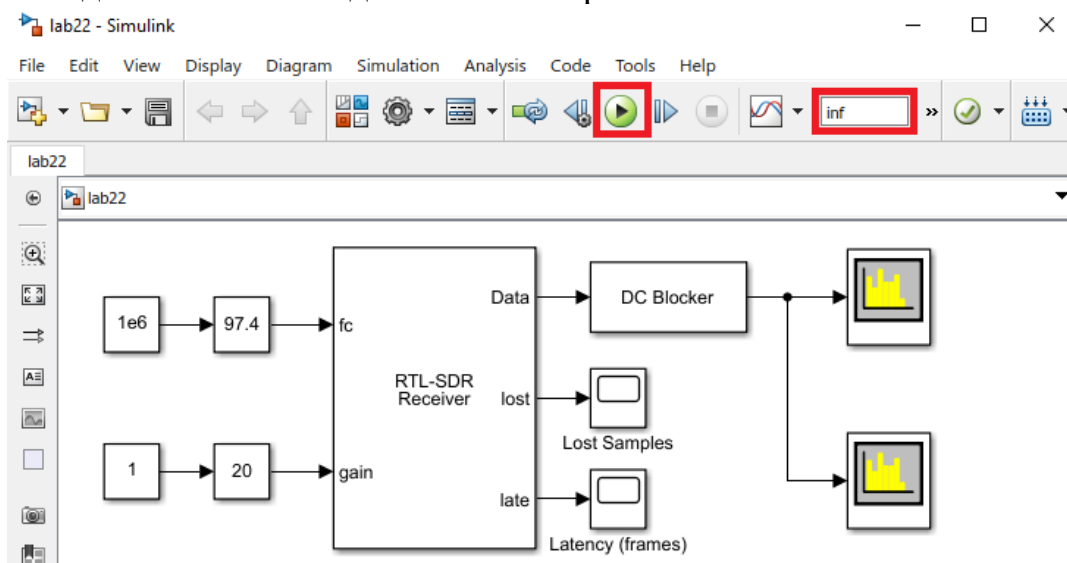 lab22 - Simulink
File Edit View Display Diagram Simulation Analysis Code Tools Help
inf
lab22
lab22
1e6
97.4
fc
Data
DC Blocker
RTL-SDR
Receiver
lost
Lost Samples
1
20
gain
late
Latency (frames)